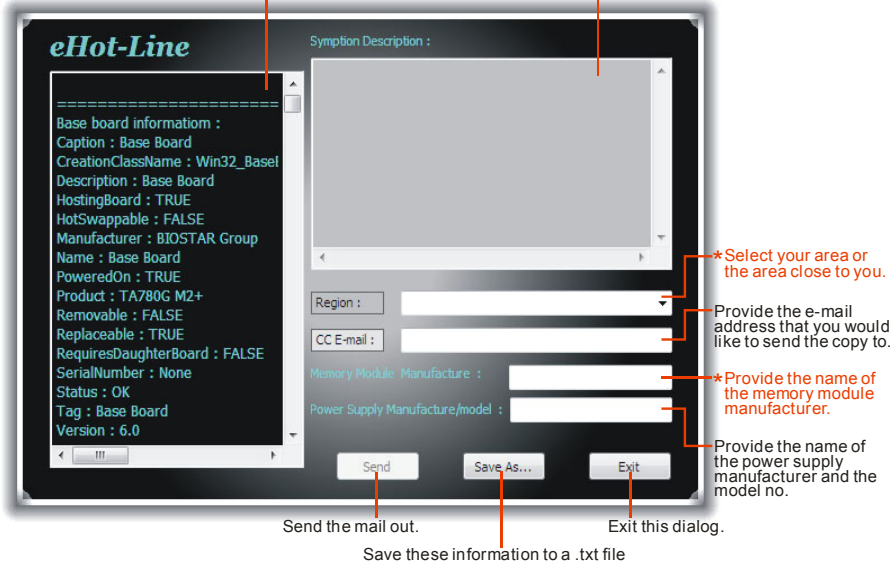 eHot-Line
======================
Base board informatiom :
Caption : Base Board
CreationClassName : Win32_BaseB
Description : Base Board
HostingBoard : TRUE
HotSwappable : FALSE
Manufacturer : BIOSTAR Group
Name : Base Board
PoweredOn : TRUE
Product : TA780G M2+
Removable : FALSE
Replaceable : TRUE
RequiresDaughterBoard : FALSE
SerialNumber : None
Status : OK
Tag : Base Board
Version : 6.0
Symption Description :
Region :
CC E-mail :
Memory Module Manufacture :
Power Supply Manufacture/model :
Send
Save As...
Exit
*Select your area or
the area close to you.
Provide the e-mail
address that you would
like to send the copy to.
*Provide the name of
the memory module
manufacturer.
Provide the name of
the power supply
manufacturer and the
model no.
Send the mail out.
Exit this dialog.
Save these information to a .txt file